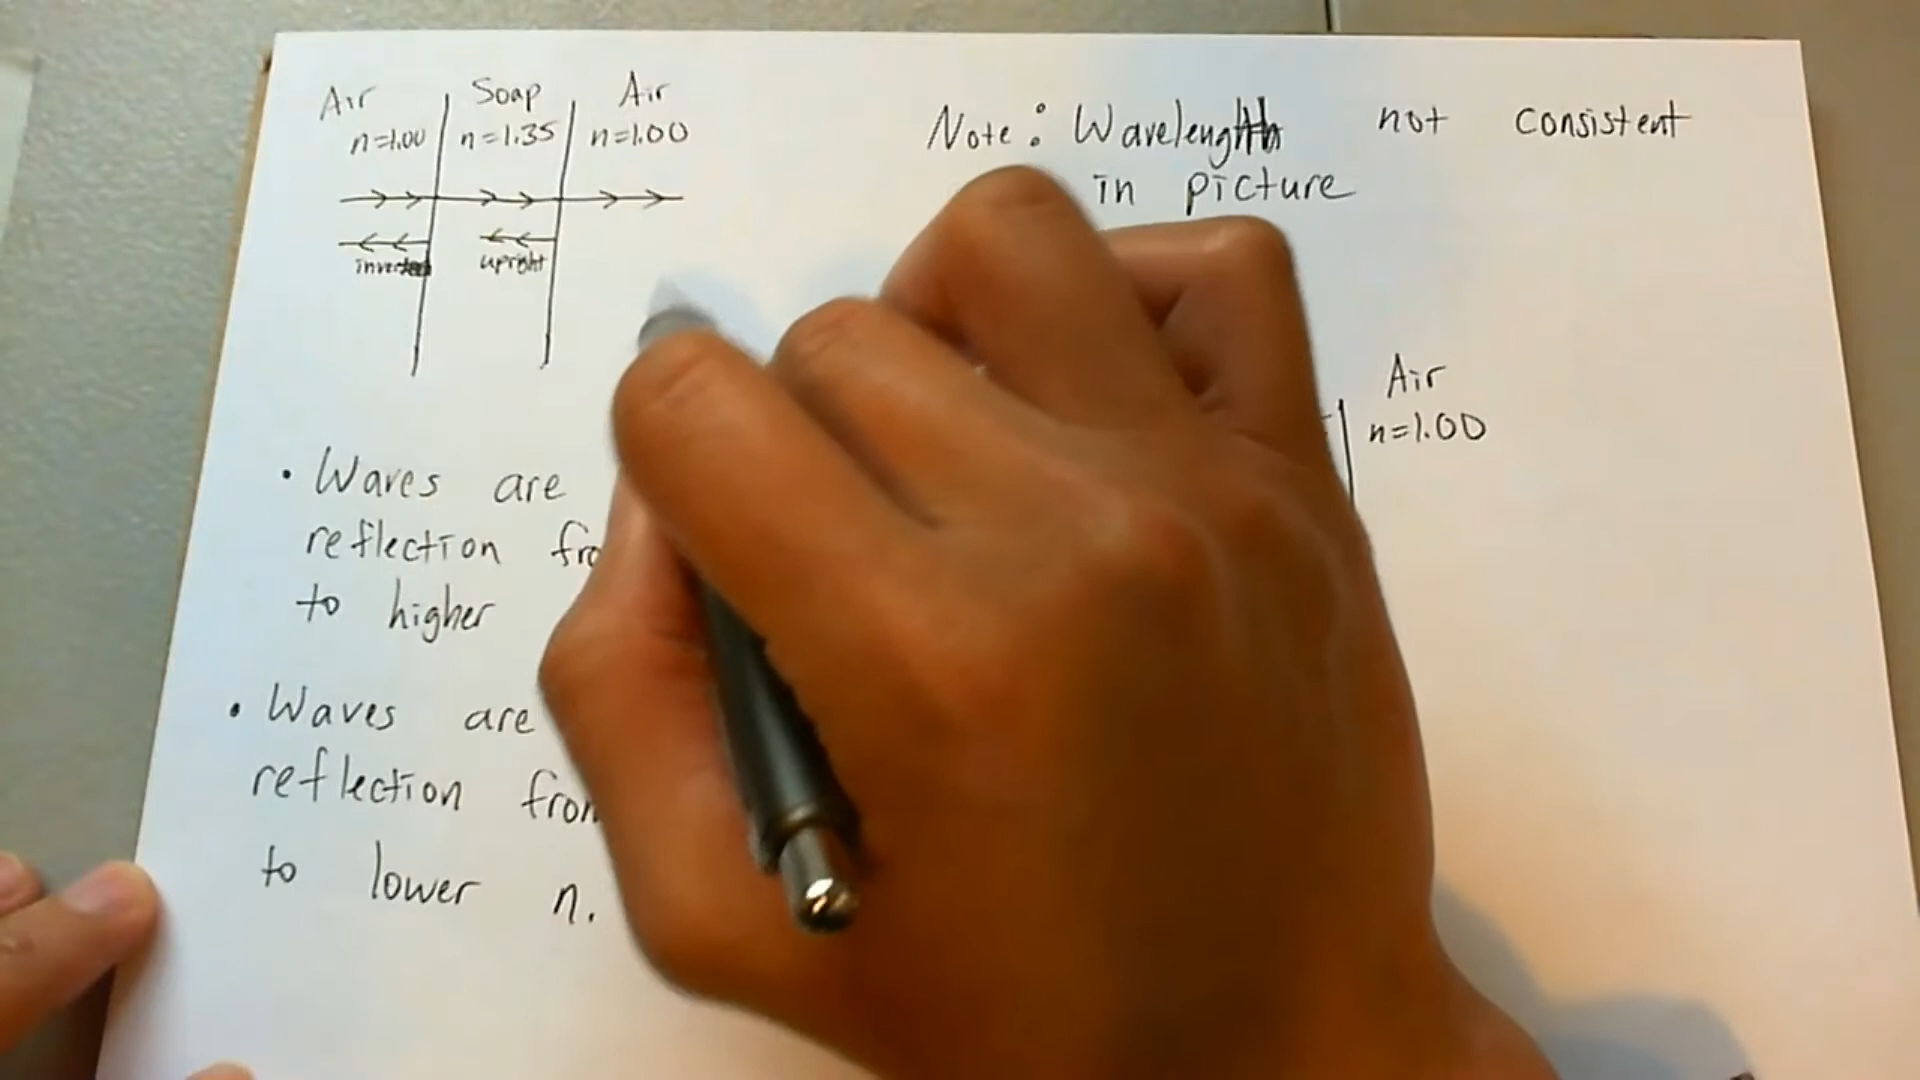 Air Soap Air
n=1.00 n=1.35 n=1.00
inverted upright
Note: Wavelength not consistent
in picture
Air
n=1.00
• Waves are
reflection
to higher
• Waves are
reflection from
to lower n.